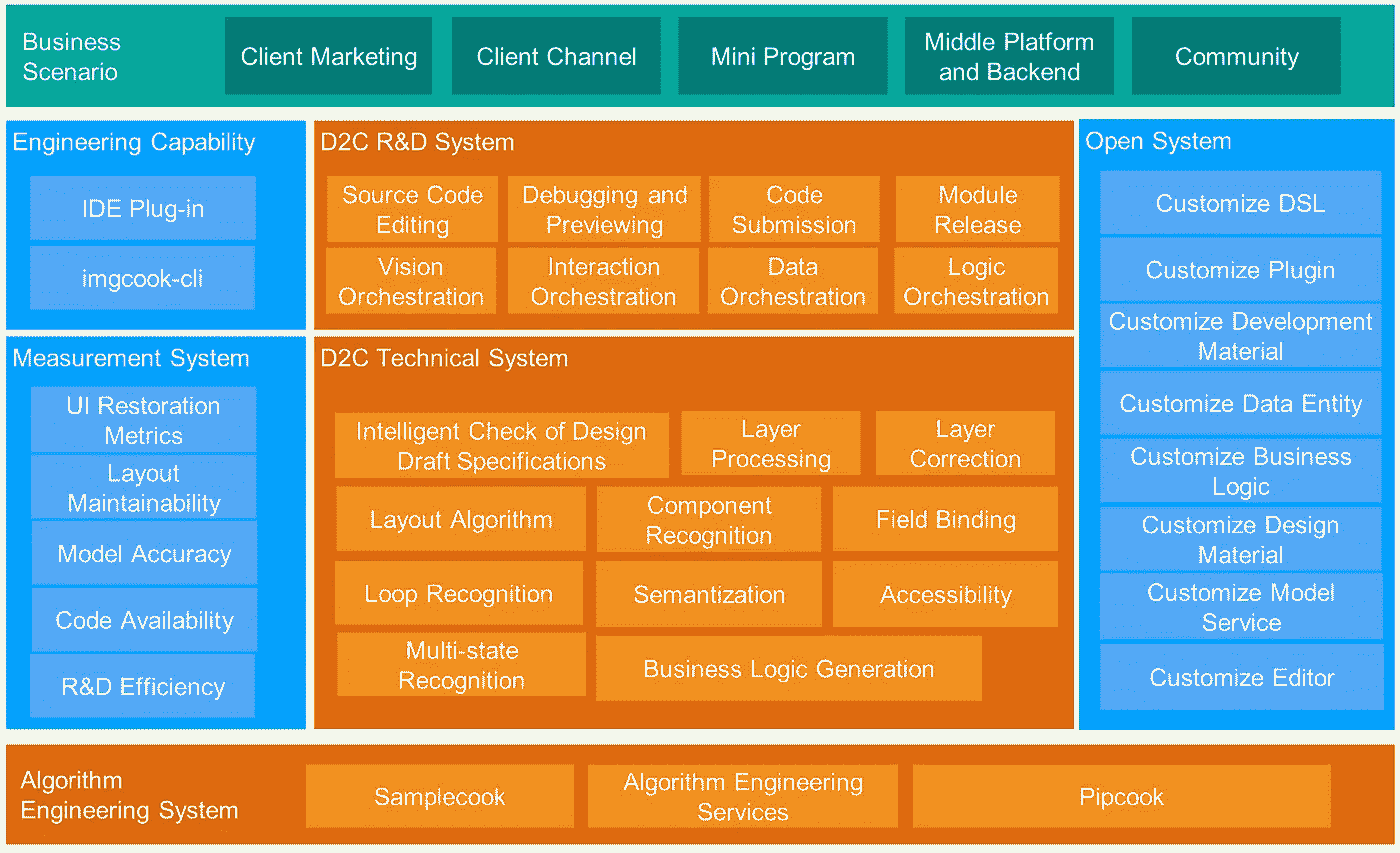 Business
Scenario
Client Marketing
Client Channel
Mini Program
Middle Platform
and Backend
Community
Engineering Capability
IDE Plug-in
imgcook-cli
D2C R&D System
Source Code
Editing
Debugging and
Previewing
Code
Submission
Module
Release
Vision
Orchestration
Interaction
Orchestration
Data
Orchestration
Logic
Orchestration
Open System
Customize DSL
Customize Plugin
Customize Development
Material
Customize Data Entity
Customize Business
Logic
Customize Design
Material
Customize Model
Service
Customize Editor
Measurement System
UI Restoration
Metrics
Layout
Maintainability
Model Accuracy
Code Availability
R&D Efficiency
D2C Technical System
Intelligent Check of Design
Draft Specifications
Layer
Processing
Layer
Correction
Layout Algorithm
Component
Recognition
Field Binding
Loop Recognition
Semantization
Accessibility
Multi-state
Recognition
Business Logic Generation
Algorithm
Engineering System
Samplecook
Algorithm Engineering
Services
Pipcook